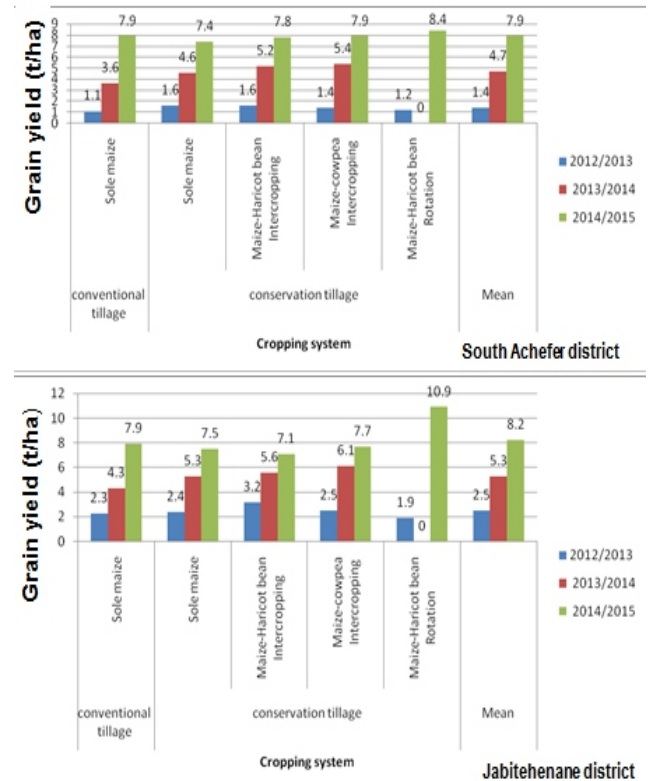 Grain yield (t/ha)
9
8
7
6
5
4
3
2
1
0
1.1 3.6 7.9 1.6 4.6 7.4 1.6 5.2 7.8 1.4 5.4 7.9 1.2 0 8.4 1.4 4.7 7.9
Sole maize
Sole maize
Maize-Haricot bean
Intercropping
Maize-cowpea
Intercropping
Maize-Haricot bean
Rotation
conventional
tillage
conservation tillage
Mean
Cropping system
2012/2013
2013/2014
2014/2015
South Achefer district
Grain yield (t/ha)
12
10
8
6
4
2
0
2.3 4.3 7.9 2.4 5.3 7.5 3.2 5.6 7.1 2.5 6.1 7.7 1.9 0 10.9 2.5 5.3 8.2
Sole maize
Sole maize
Maize-Haricot bean
Intercropping
Maize-cowpea
Intercropping
Maize-Haricot bean
Rotation
conventional
tillage
conservation tillage
Mean
Cropping system
2012/2013
2013/2014
2014/2015
Jabitehenane district